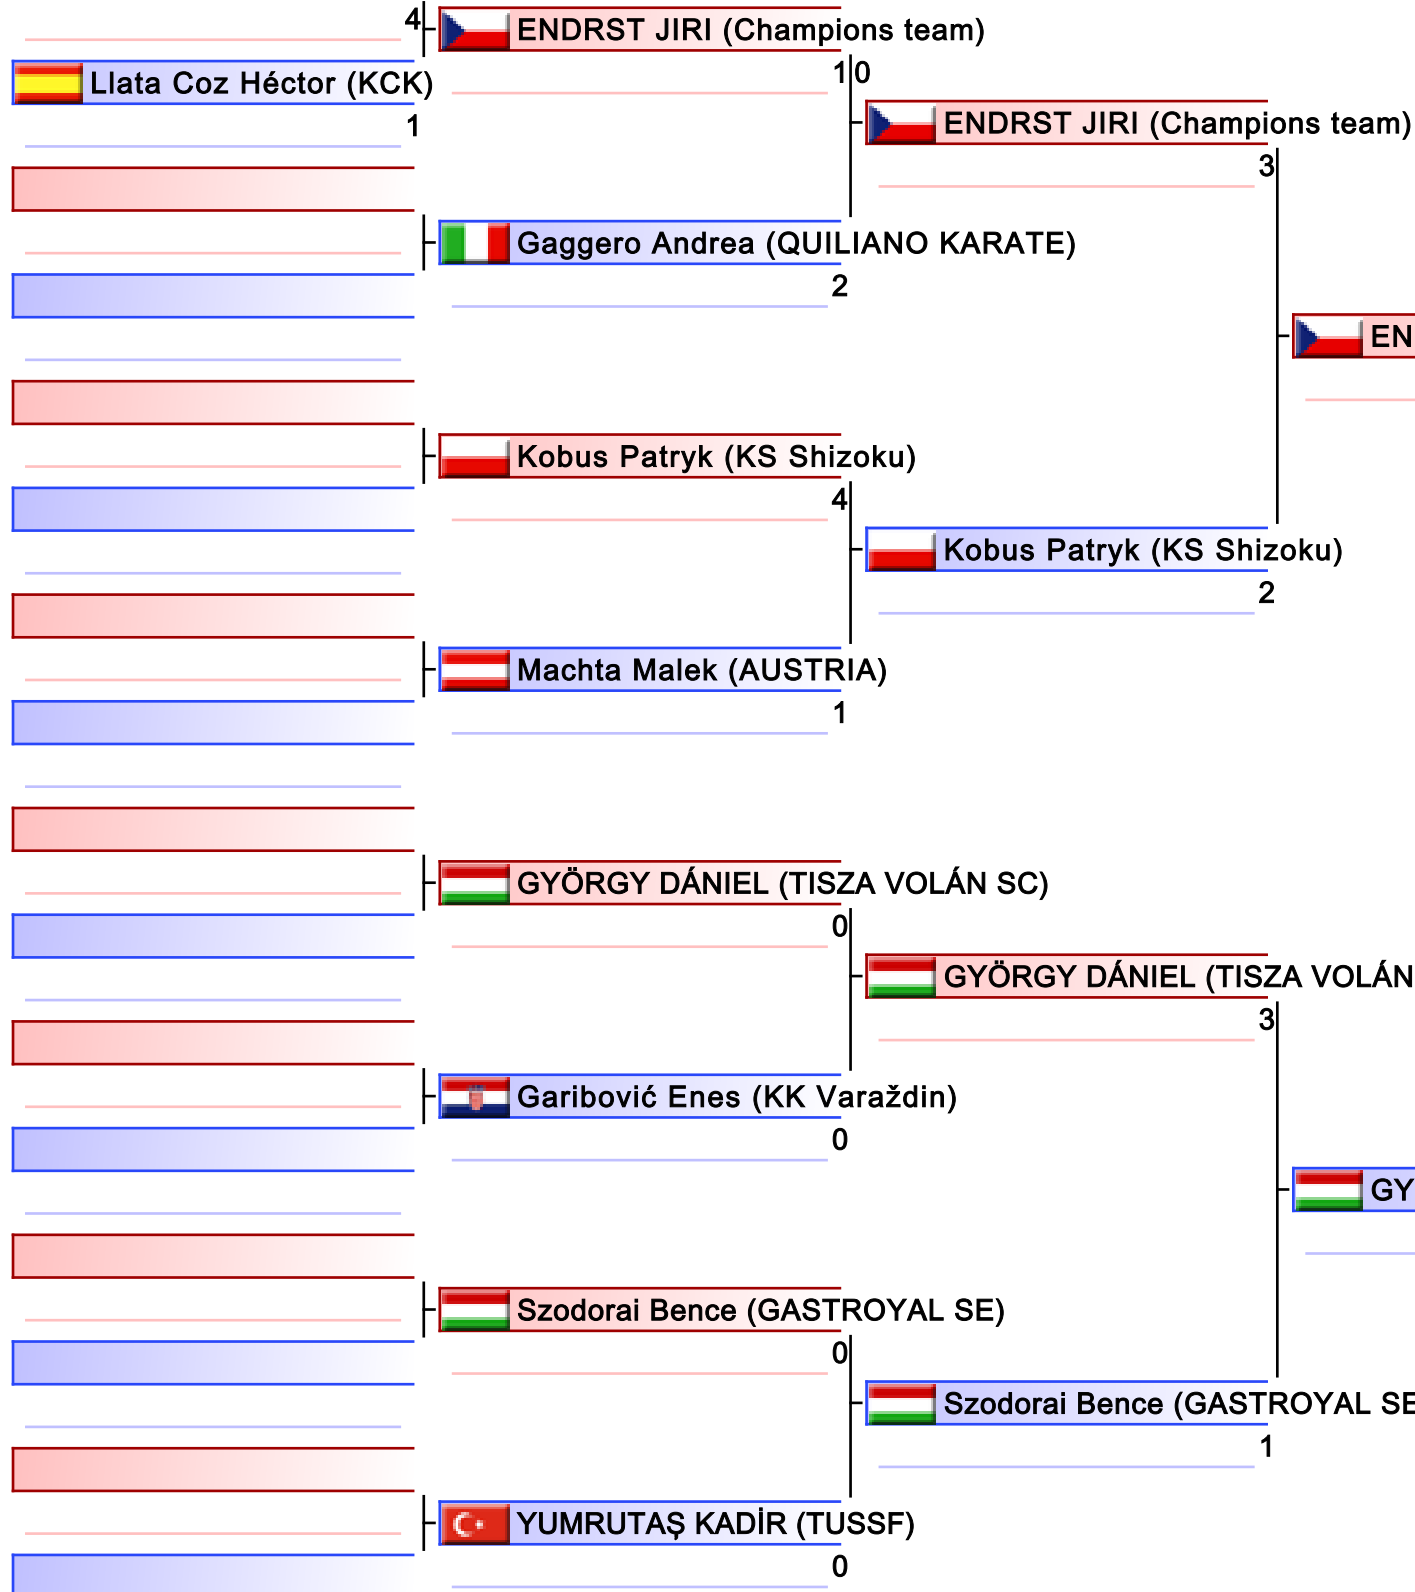 4
ENDRST JIRI (Champions team)
10
Llata Coz Héctor (KCK)
1
ENDRST JIRI (Champions team)
3
Gaggero Andrea (QUILIANO KARATE)
2
EN
Kobus Patryk (KS Shizoku)
4
Kobus Patryk (KS Shizoku)
2
Machta Malek (AUSTRIA)
1
GYÖRGY DÁNIEL (TISZA VOLÁN SC)
0
GYÖRGY DÁNIEL (TISZA VOLÁN
3
Garibović Enes (KK Varaždin)
0
GY
Szodorai Bence (GASTROYAL SE)
0
Szodorai Bence (GASTROYAL SE
1
YUMRUTAŞ KADİR (TUSSF)
0